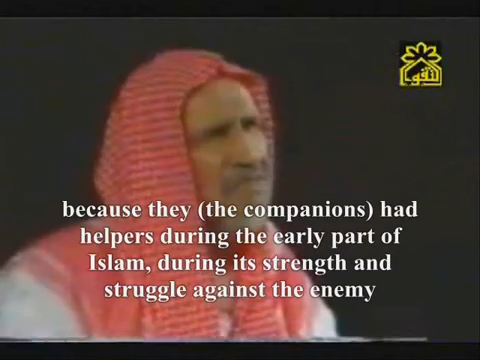 because they (the companions) had
helpers during the early part of
Islam, during its strength and
struggle against the enemy